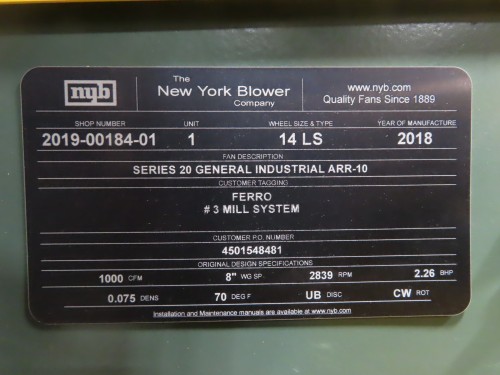 nyb
The
New York Blower
Company
www.nyb.com
Quality Fans Since 1889
SHOP NUMBER UNIT WHEEL SIZE & TYPE YEAR OF MANUFACTURE
2019-00184-01 1 14 LS 2018
FAN DESCRIPTION
SERIES 20 GENERAL INDUSTRIAL ARR-10
CUSTOMER TAGGING
FERRO
# 3 MILL SYSTEM
CUSTOMER P.O. NUMBER
4501548481
ORIGINAL DESIGN SPECIFICATIONS
1000 CFM 8" WG SP 2839 RPM 2.26 BHP
0.075 DENS 70 DEG F UB DISC CW ROT
Installation and Maintenance manuals are available at www.nyb.com